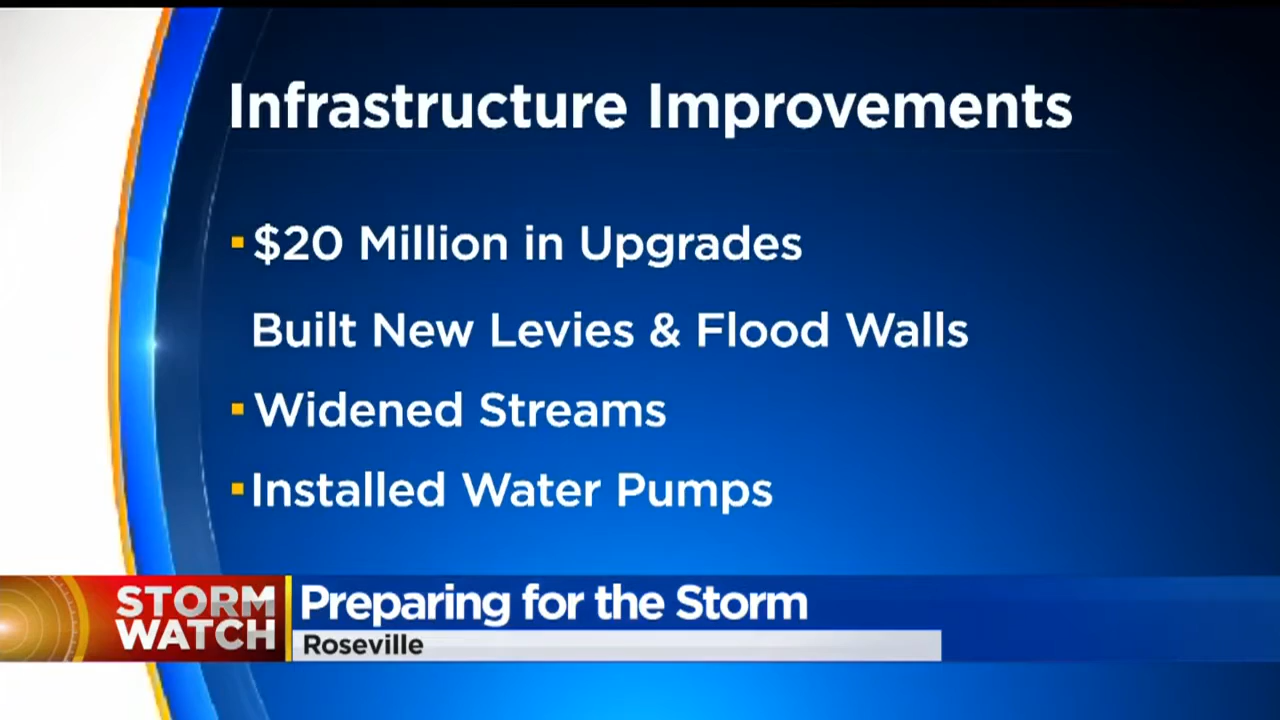 Infrastructure Improvements
▪ $20 Million in Upgrades
Built New Levies & Flood Walls
▪ Widened Streams
▪ Installed Water Pumps
STORM
WATCH
Preparing for the Storm
Roseville